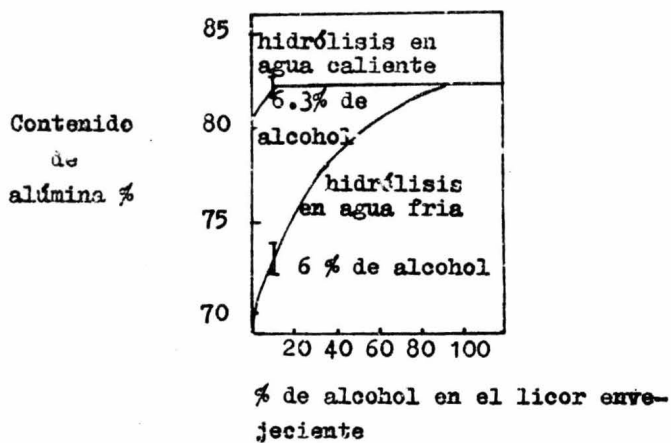 85
hidrólisis en
agua caliente
6.3% de
alcohol
Contenido
de
alúmina %
80
hidrólisis
en agua fria
75
6 % de alcohol
70
20 40 60 80 100
% de alcohol en el licor enve-
jeciente